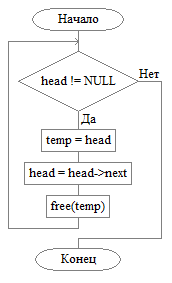 Начало
head != NULL
Нет
Да
temp = head
head = head->next
free(temp)
Конец